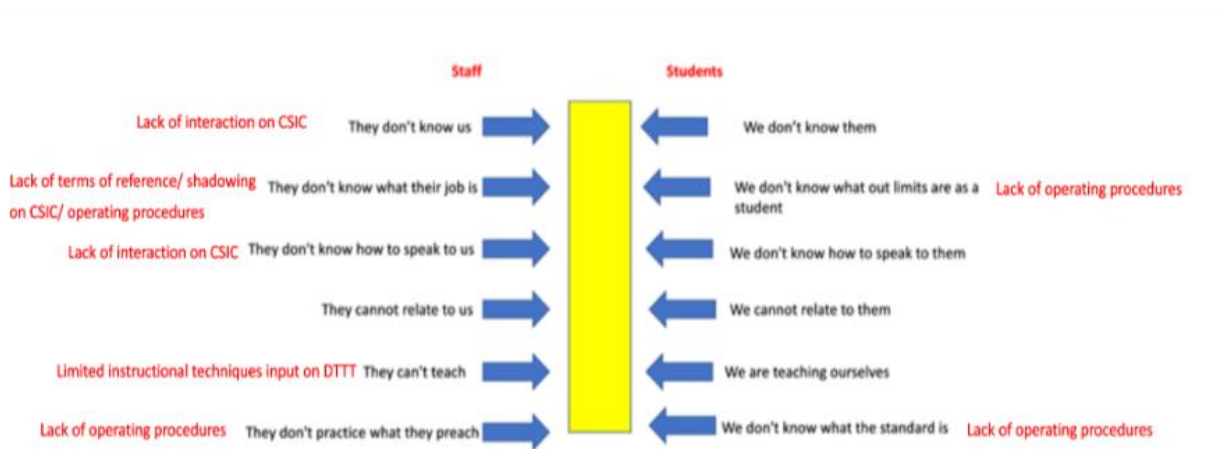 Staff Students
Lack of interaction on CSIC They don't know us We don't know them
Lack of terms of reference/ shadowing They don't know what their job is We don't know what out limits are as a Lack of operating procedures
on CSIC/ operating procedures student
Lack of interaction on CSIC They don't know how to speak to us We don't know how to speak to them
They cannot relate to us We cannot relate to them
Limited instructional techniques input on DTTT They can't teach We are teaching ourselves
Lack of operating procedures They don't practice what they preach We don't know what the standard is Lack of operating procedures